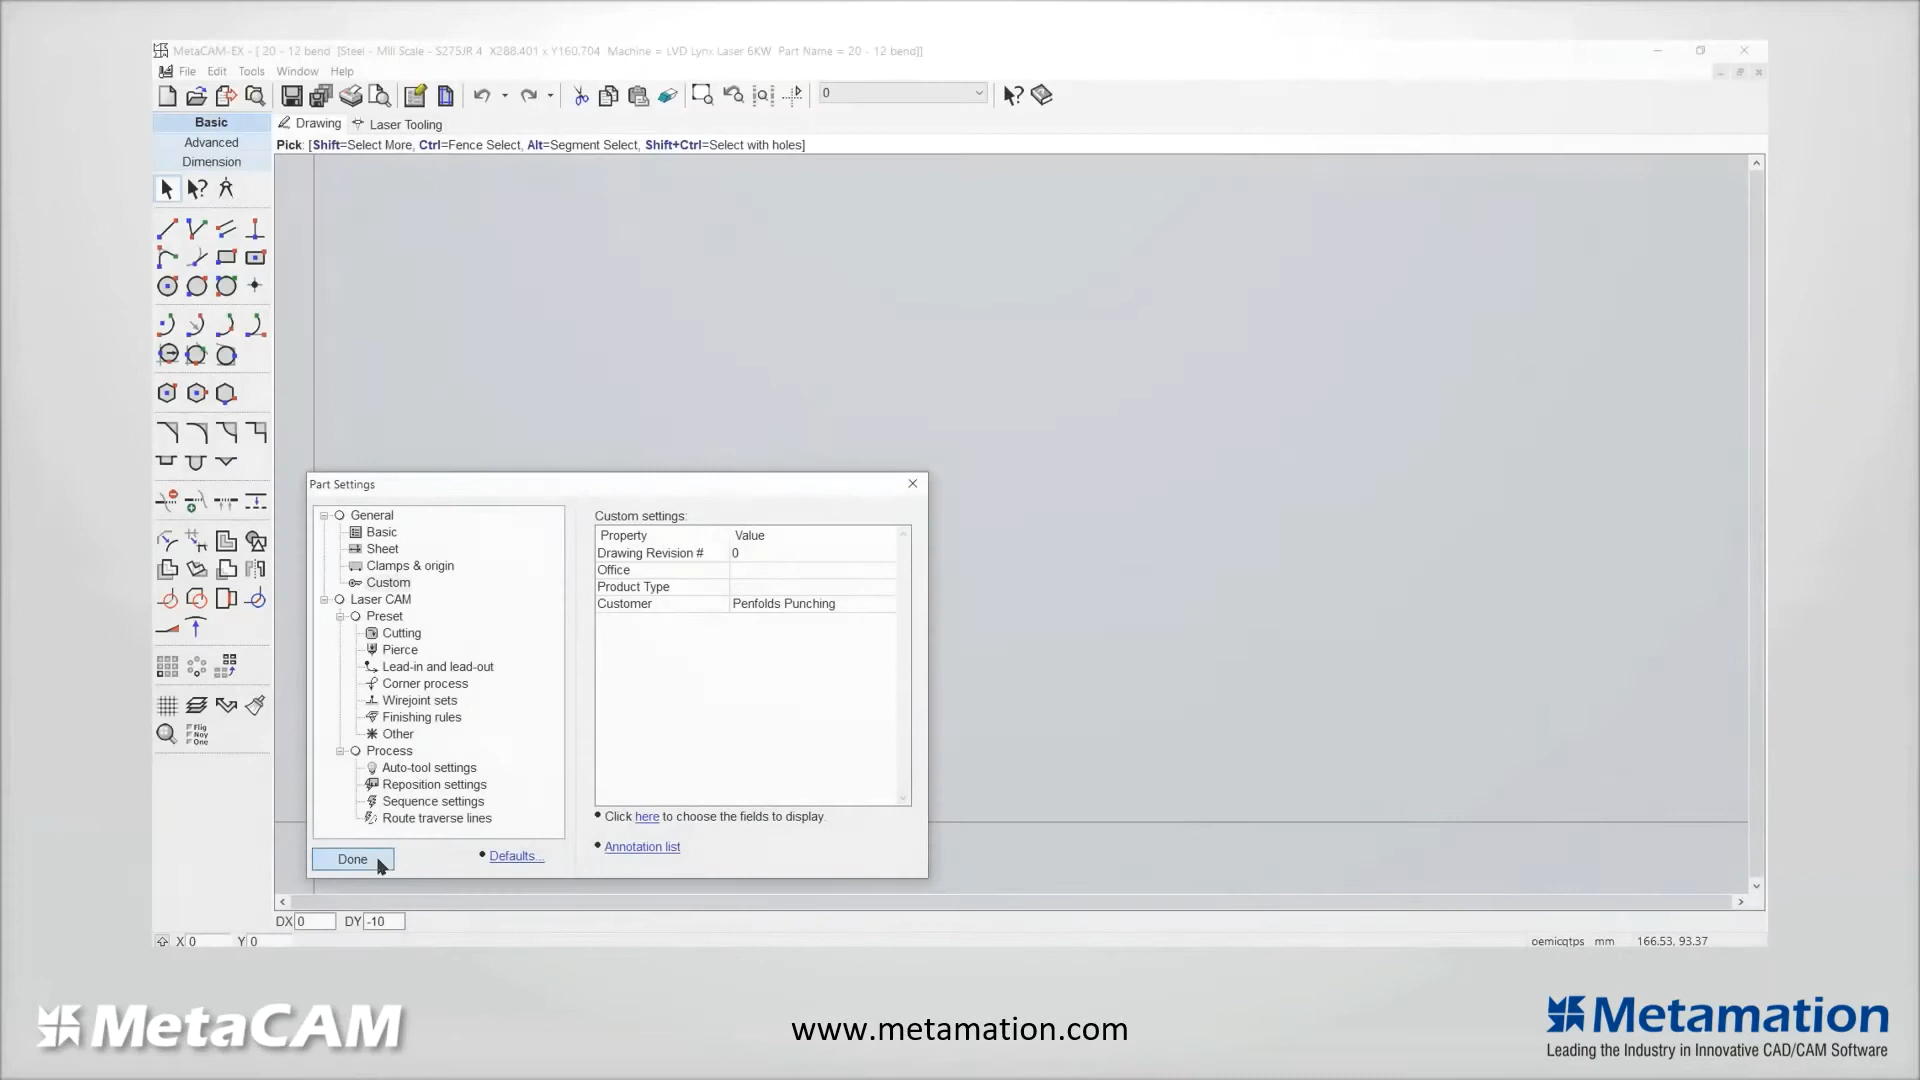 MetaCAM-EX - [ 20 - 12 bend  [Steel - Mill Scale - S275JR 4  X288.401 x Y160.704  Machine = LVD Lynx Laser 6KW  Part Name = 20 - 12 bend]]
File Edit Tools Window Help
0
Basic
Advanced
Dimension
Drawing Laser Tooling
Pick: [Shift=Select More, Ctrl=Fence Select, Alt=Segment Select, Shift+Ctrl=Select with holes]
Flig
Noy
One
Part Settings
General
Basic
Sheet
Clamps & origin
Custom
Laser CAM
Preset
Cutting
Pierce
Lead-in and lead-out
Corner process
Wirejoint sets
Finishing rules
Other
Process
Auto-tool settings
Reposition settings
Sequence settings
Route traverse lines
Done
Defaults...
Custom settings:
Property Value
Drawing Revision # 0
Office
Product Type
Customer Penfolds Punching
Click here to choose the fields to display.
Annotation list
DX 0 DY -10
X 0 Y 0
oemicqtps mm 166.53, 93.37
MetaCAM
www.metamation.com
Metamation
Leading the Industry in Innovative CAD/CAM Software